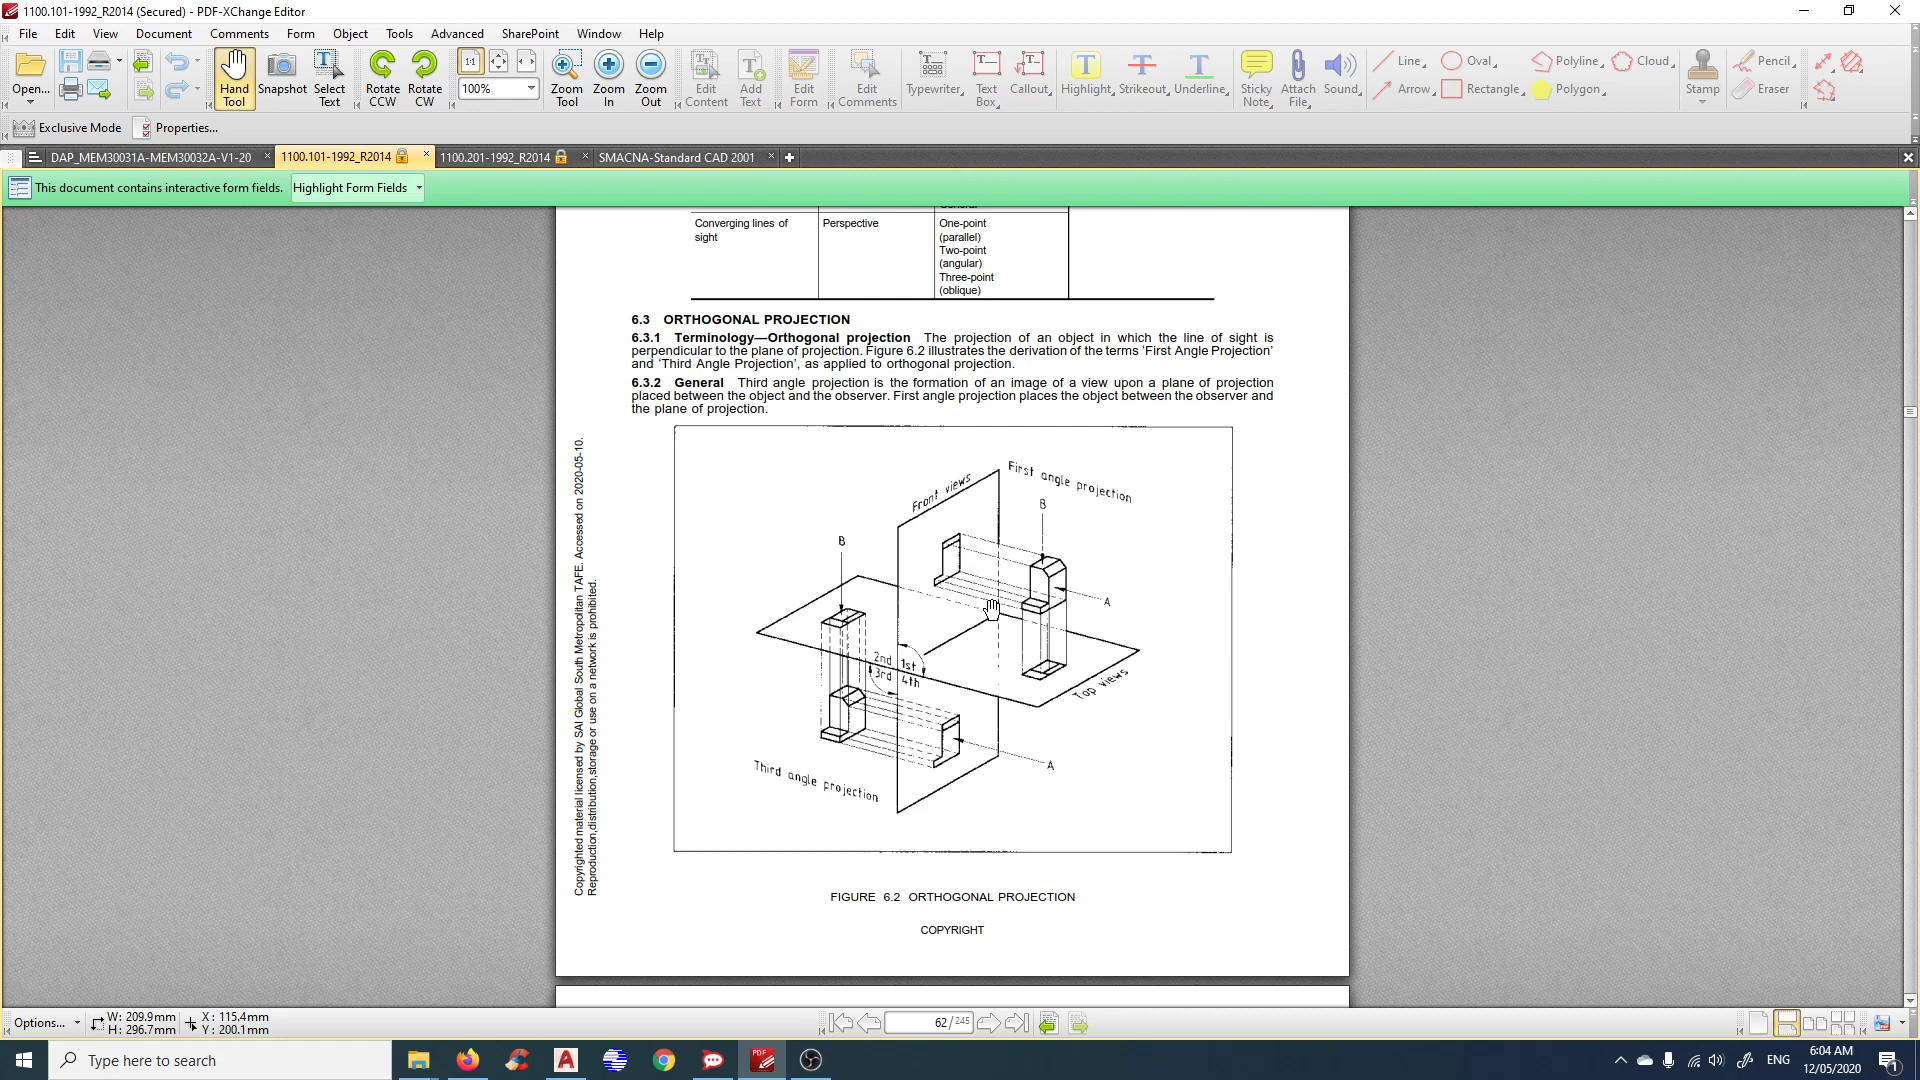 1100.101-1992_R2014 (Secured) - PDF-XChange Editor
File Edit View Document Comments Form Object Tools Advanced SharePoint Window Help
Open...
Hand Tool
Snapshot
Select Text
Rotate CCW
Rotate CW
1:1
100%
Zoom Tool
Zoom In
Zoom Out
Edit Content
Add Text
Edit Form
Edit Comments
Typewriter
Text Box
Callout
Highlight
Strikeout
Underline
Sticky Note
Attach File
Sound
Line
Arrow
Oval
Rectangle
Polyline
Polygon
Cloud
Stamp
Pencil
Eraser
Exclusive Mode Properties...
DAP_MEM30031A-MEM30032A-V1-20 × 1100.101-1992_R2014 × 1100.201-1992_R2014 × SMACNA-Standard CAD 2001 ×
This document contains interactive form fields. Highlight Form Fields
General
Converging lines of
sight
Perspective
One-point
(parallel)
Two-point
(angular)
Three-point
(oblique)
6.3 ORTHOGONAL PROJECTION
6.3.1 Terminology—Orthogonal projection The projection of an object in which the line of sight is
perpendicular to the plane of projection. Figure 6.2 illustrates the derivation of the terms ‘First Angle Projection’
and ‘Third Angle Projection’, as applied to orthogonal projection.
6.3.2 General Third angle projection is the formation of an image of a view upon a plane of projection
placed between the object and the observer. First angle projection places the object between the observer and
the plane of projection.
Copyrighted material licensed by SAI Global South Metropolitan TAFE. Accessed on 2020-05-10.
Reproduction,distribution,storage or use on a network is prohibited.
First angle projection
Front views
B
B
A
2nd 1st
3rd 4th
Top views
A
Third angle projection
FIGURE 6.2 ORTHOGONAL PROJECTION
COPYRIGHT
Options...
W: 209.9mm
H: 296.7mm
X: 115.4mm
Y: 200.1mm
62/245
Type here to search
A
PDF
ENG
6:04 AM
12/05/2020
1